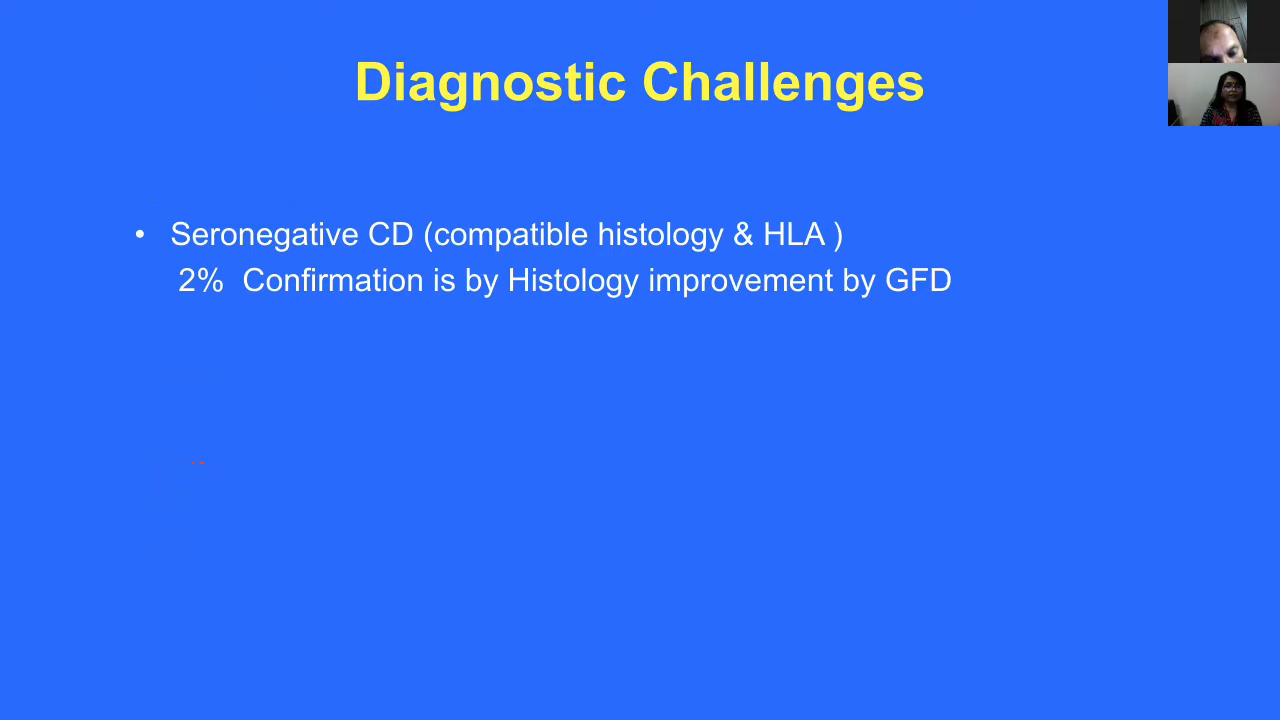 Diagnostic Challenges
• Seronegative CD (compatible histology & HLA )
2% Confirmation is by Histology improvement by GFD